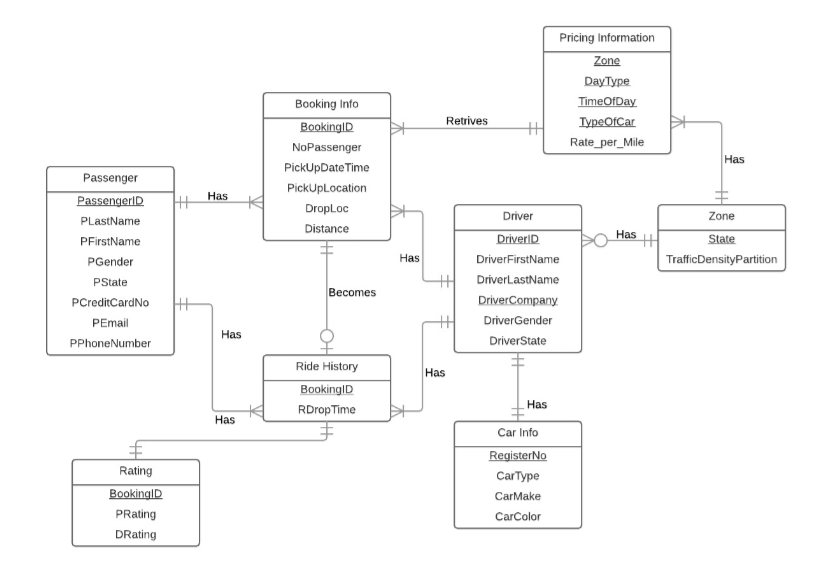 Pricing Information
Zone
DayType
TimeOfDay
TypeOfCar
Rate_per_Mile
Booking Info
BookingID
NoPassenger
PickUpDateTime
PickUpLocation
DropLoc
Distance
Retrives
Has
Passenger
PassengerID
PLastName
PFirstName
PGender
PState
PCreditCardNo
PEmail
PPhoneNumber
Has
Driver
DriverID
DriverFirstName
DriverLastName
DriverCompany
DriverGender
DriverState
Has
Zone
State
TrafficDensityPartition
Has
Becomes
Has
Has
Has
Ride History
BookingID
RDropTime
Has
Car Info
RegisterNo
CarType
CarMake
CarColor
Rating
BookingID
PRating
DRating